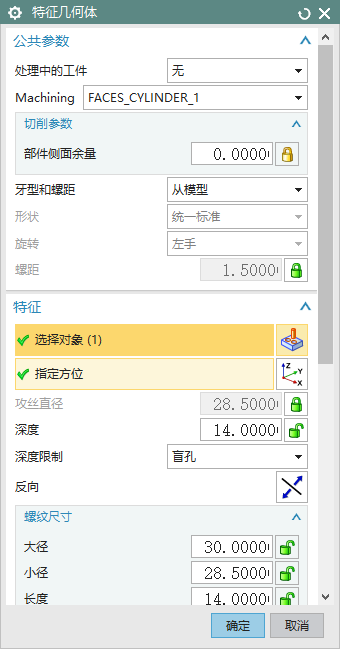 特征几何体
公共参数
处理中的工件 无
Machining FACES_CYLINDER_1
切削参数
部件侧面余量 0.0000
牙型和螺距 从模型
形状 统一标准
旋转 左手
螺距 1.5000
特征
选择对象 (1)
指定方位
攻丝直径 28.5000
深度 14.0000
深度限制 盲孔
反向
螺纹尺寸
大径 30.0000
小径 28.5000
长度 14.0000
确定 取消